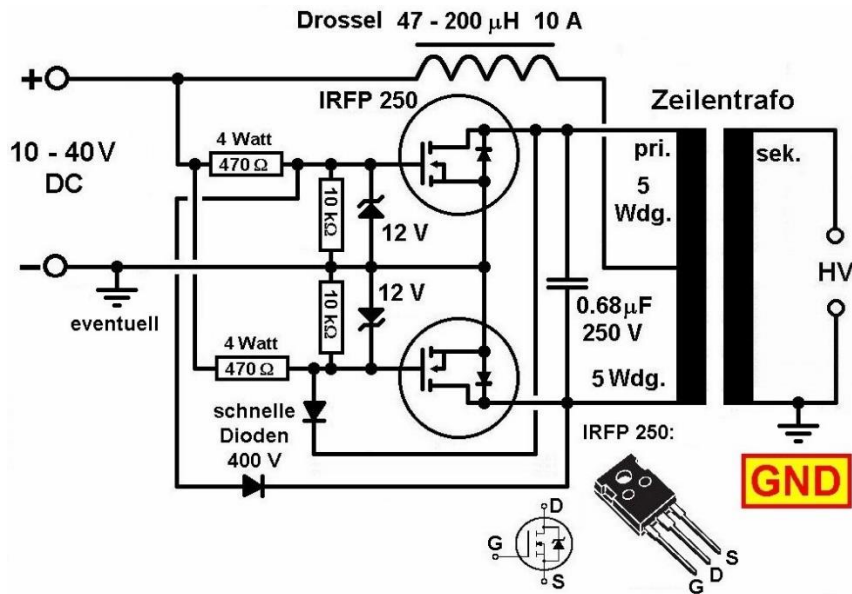 Drossel 47 - 200 µH 10 A
+
IRFP 250
Zeilentrafo
4 Watt
470 Ω
10 - 40 V
DC
pri.
sek.
5
Wdg.
10 kΩ
12 V
-
HV
eventuell
10 kΩ
12 V
0.68µF
250 V
4 Watt
470 Ω
5 Wdg.
schnelle
Dioden
400 V
IRFP 250:
GND
D
G
S
S
D
G